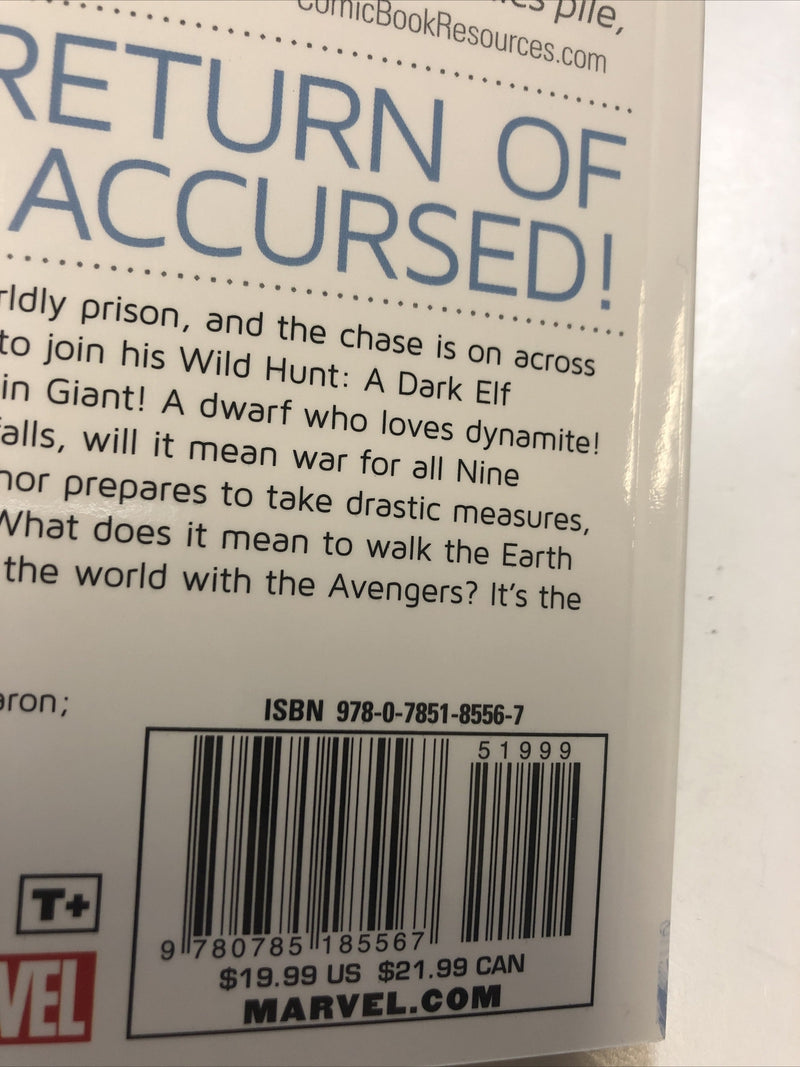 pile,
ComicBookResources.com
RETURN OF
ACCURSED!
prison, and the chase is on across
to join his Wild Hunt: A Dark Elf
in Giant! A dwarf who loves dynamite!
falls, will it mean war for all Nine
prepares to take drastic measures,
What does it mean to walk the Earth
the world with the Avengers? It's the
aron;
ISBN 978-0-7851-8556-7
51999
9 780785 185567
T+
$19.99 US $21.99 CAN
VEL
MARVEL.COM